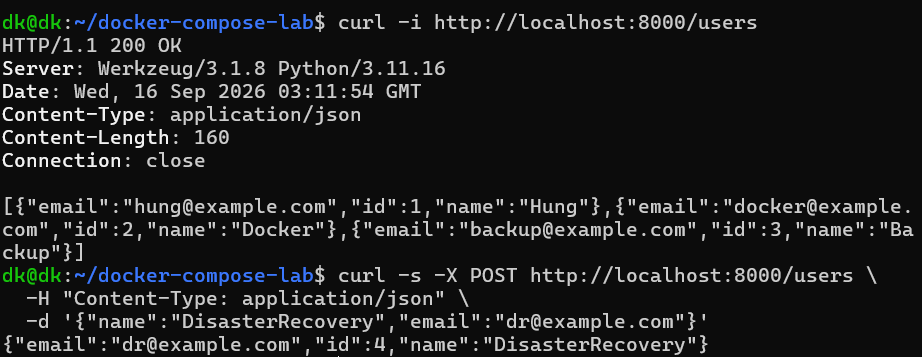 dk@dk:~/docker-compose-lab$ curl -i http://localhost:8000/users
HTTP/1.1 200 OK
Server: Werkzeug/3.1.8 Python/3.11.16
Date: Wed, 16 Sep 2026 03:11:54 GMT
Content-Type: application/json
Content-Length: 160
Connection: close

[{"email":"hung@example.com","id":1,"name":"Hung"},{"email":"docker@example.
com","id":2,"name":"Docker"},{"email":"backup@example.com","id":3,"name":"Ba
ckup"}]
dk@dk:~/docker-compose-lab$ curl -s -X POST http://localhost:8000/users \
  -H "Content-Type: application/json" \
  -d '{"name":"DisasterRecovery","email":"dr@example.com"}'
{"email":"dr@example.com","id":4,"name":"DisasterRecovery"}